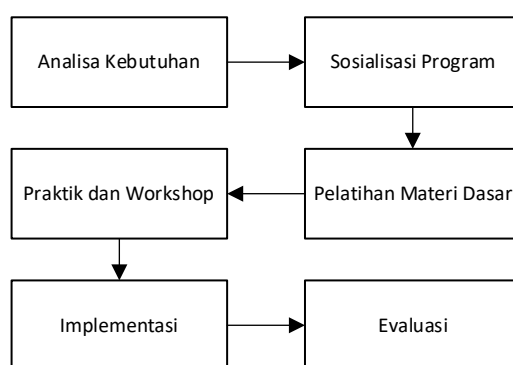 Analisa Kebutuhan
Sosialisasi Program
Pelatihan Materi Dasar
Praktik dan Workshop
Implementasi
Evaluasi